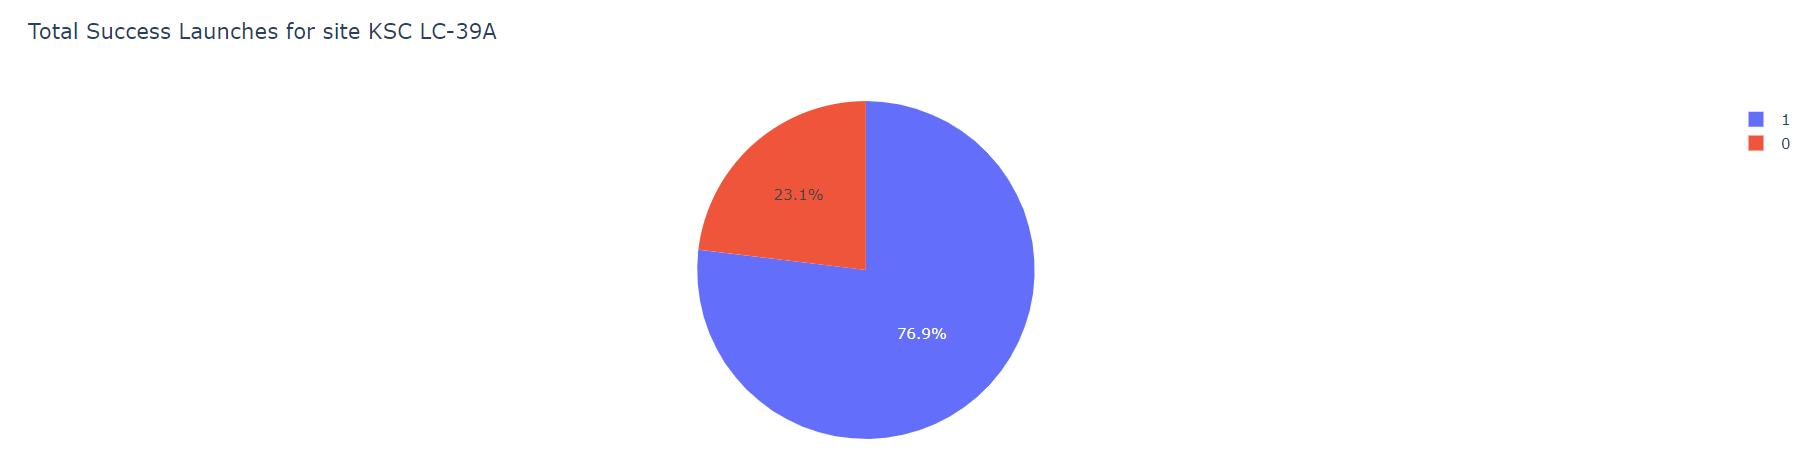 Total Success Launches for site KSC LC-39A
1
0
23.1%
76.9%